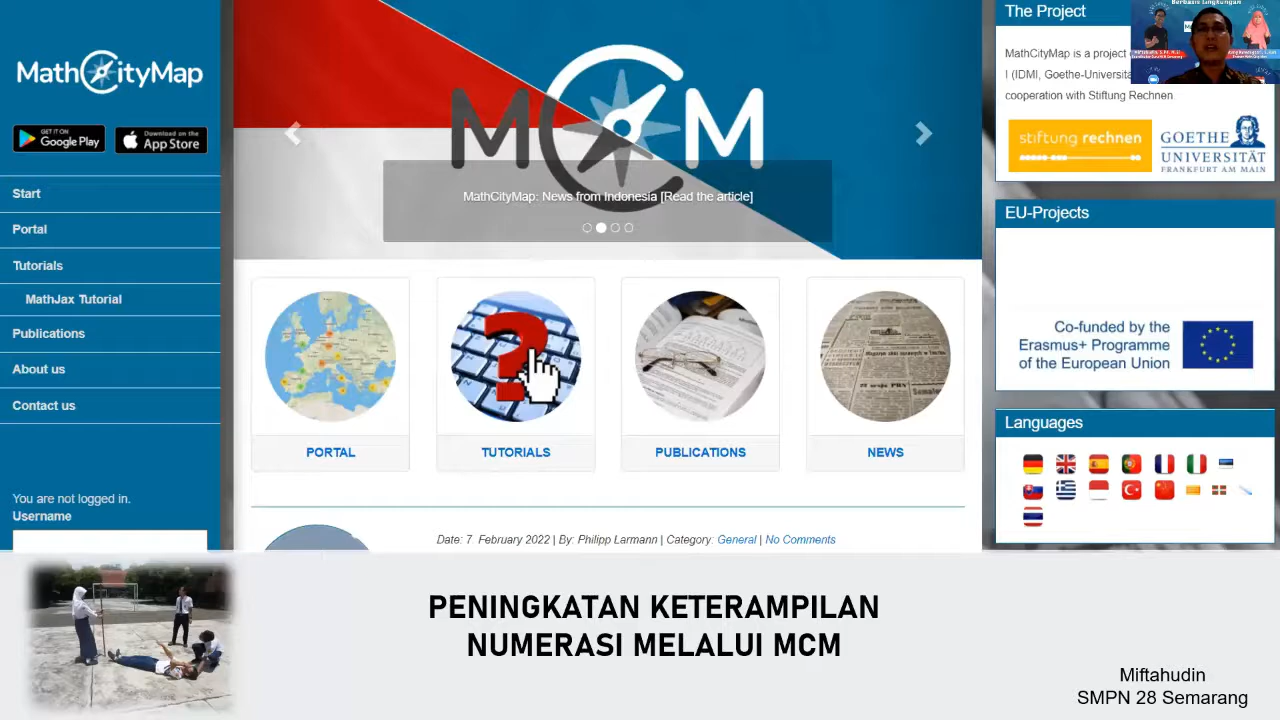 MathCityMap
GET IT ON
Google Play
Download on the
App Store
Start
Portal
Tutorials
MathJax Tutorial
Publications
About us
Contact us
You are not logged in.
Username
MCM
MathCityMap: News from Indonesia [Read the article]
PORTAL
TUTORIALS
PUBLICATIONS
NEWS
Date: 7 February 2022 | By: Philipp Larmann | Category: General | No Comments
The Project
MathCityMap is a project
I (IDMI, Goethe-Universita
cooperation with Stiftung Rechnen
stiftung rechnen
GOETHE
UNIVERSITÄT
FRANKFURT AM MAIN
Berbasis lingkungan
EU-Projects
Co-funded by the
Erasmus+ Programme
of the European Union
Languages
PENINGKATAN KETERAMPILAN
NUMERASI MELALUI MCM
Miftahudin
SMPN 28 Semarang